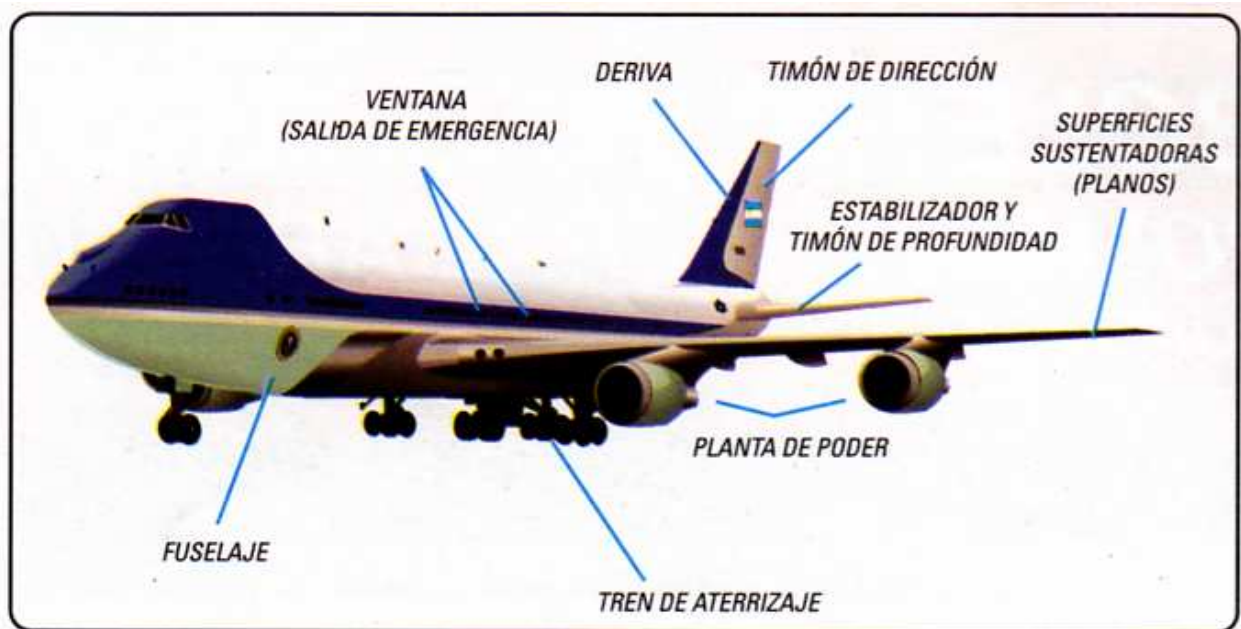 DERIVA
TIMÓN DE DIRECCIÓN
VENTANA
(SALIDA DE EMERGENCIA)
SUPERFICIES
SUSTENTADORAS
(PLANOS)
ESTABILIZADOR Y
TIMÓN DE PROFUNDIDAD
PLANTA DE PODER
FUSELAJE
TREN DE ATERRIZAJE